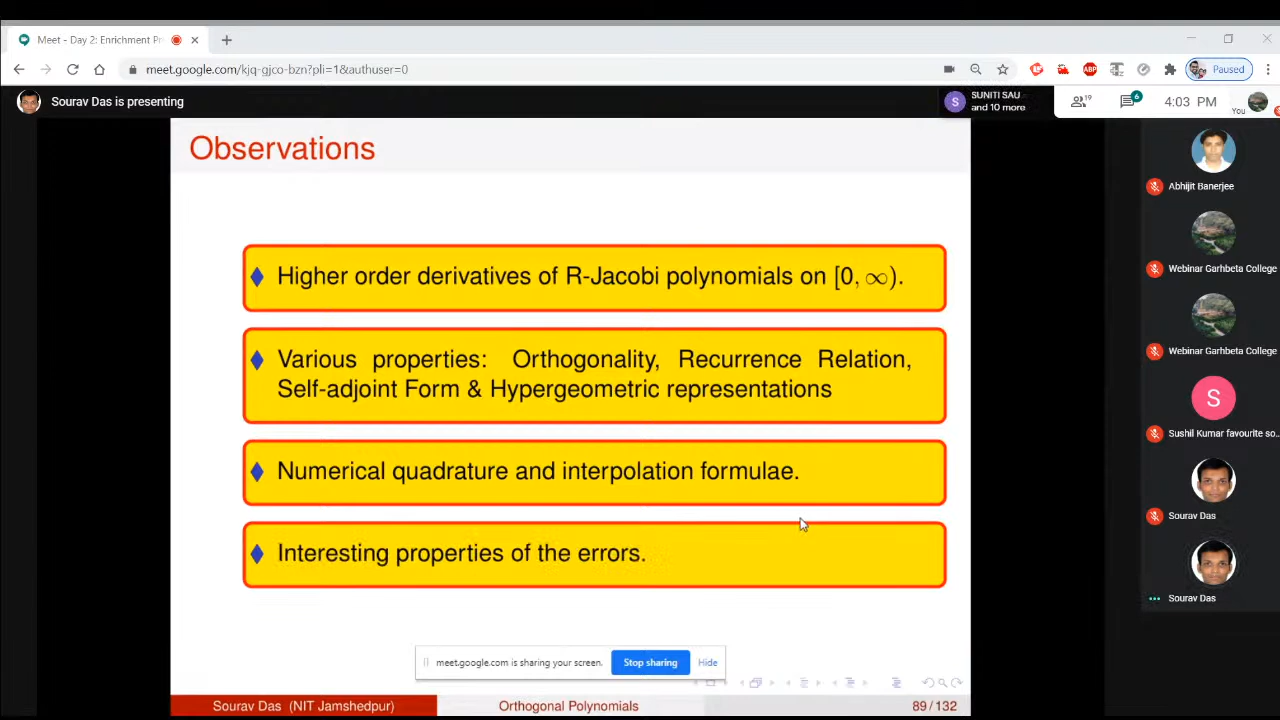 Meet - Day 2: Enrichment Pr
meet.google.com/kjq-gjco-bzn?pli=1&authuser=0
ABP
Paused
Sourav Das is presenting
S
SUNITI SAU
and 10 more
19
6
4:03 PM
You
Observations
Higher order derivatives of R-Jacobi polynomials on [0, ∞).
Various properties: Orthogonality, Recurrence Relation,
Self-adjoint Form & Hypergeometric representations
Numerical quadrature and interpolation formulae.
Interesting properties of the errors.
Abhijit Banerjee
Webinar Garhbeta College
Webinar Garhbeta College
S
Sushil Kumar favourite so...
Sourav Das
Sourav Das
meet.google.com is sharing your screen.
Stop sharing
Hide
Sourav Das (NIT Jamshedpur)
Orthogonal Polynomials
89 / 132